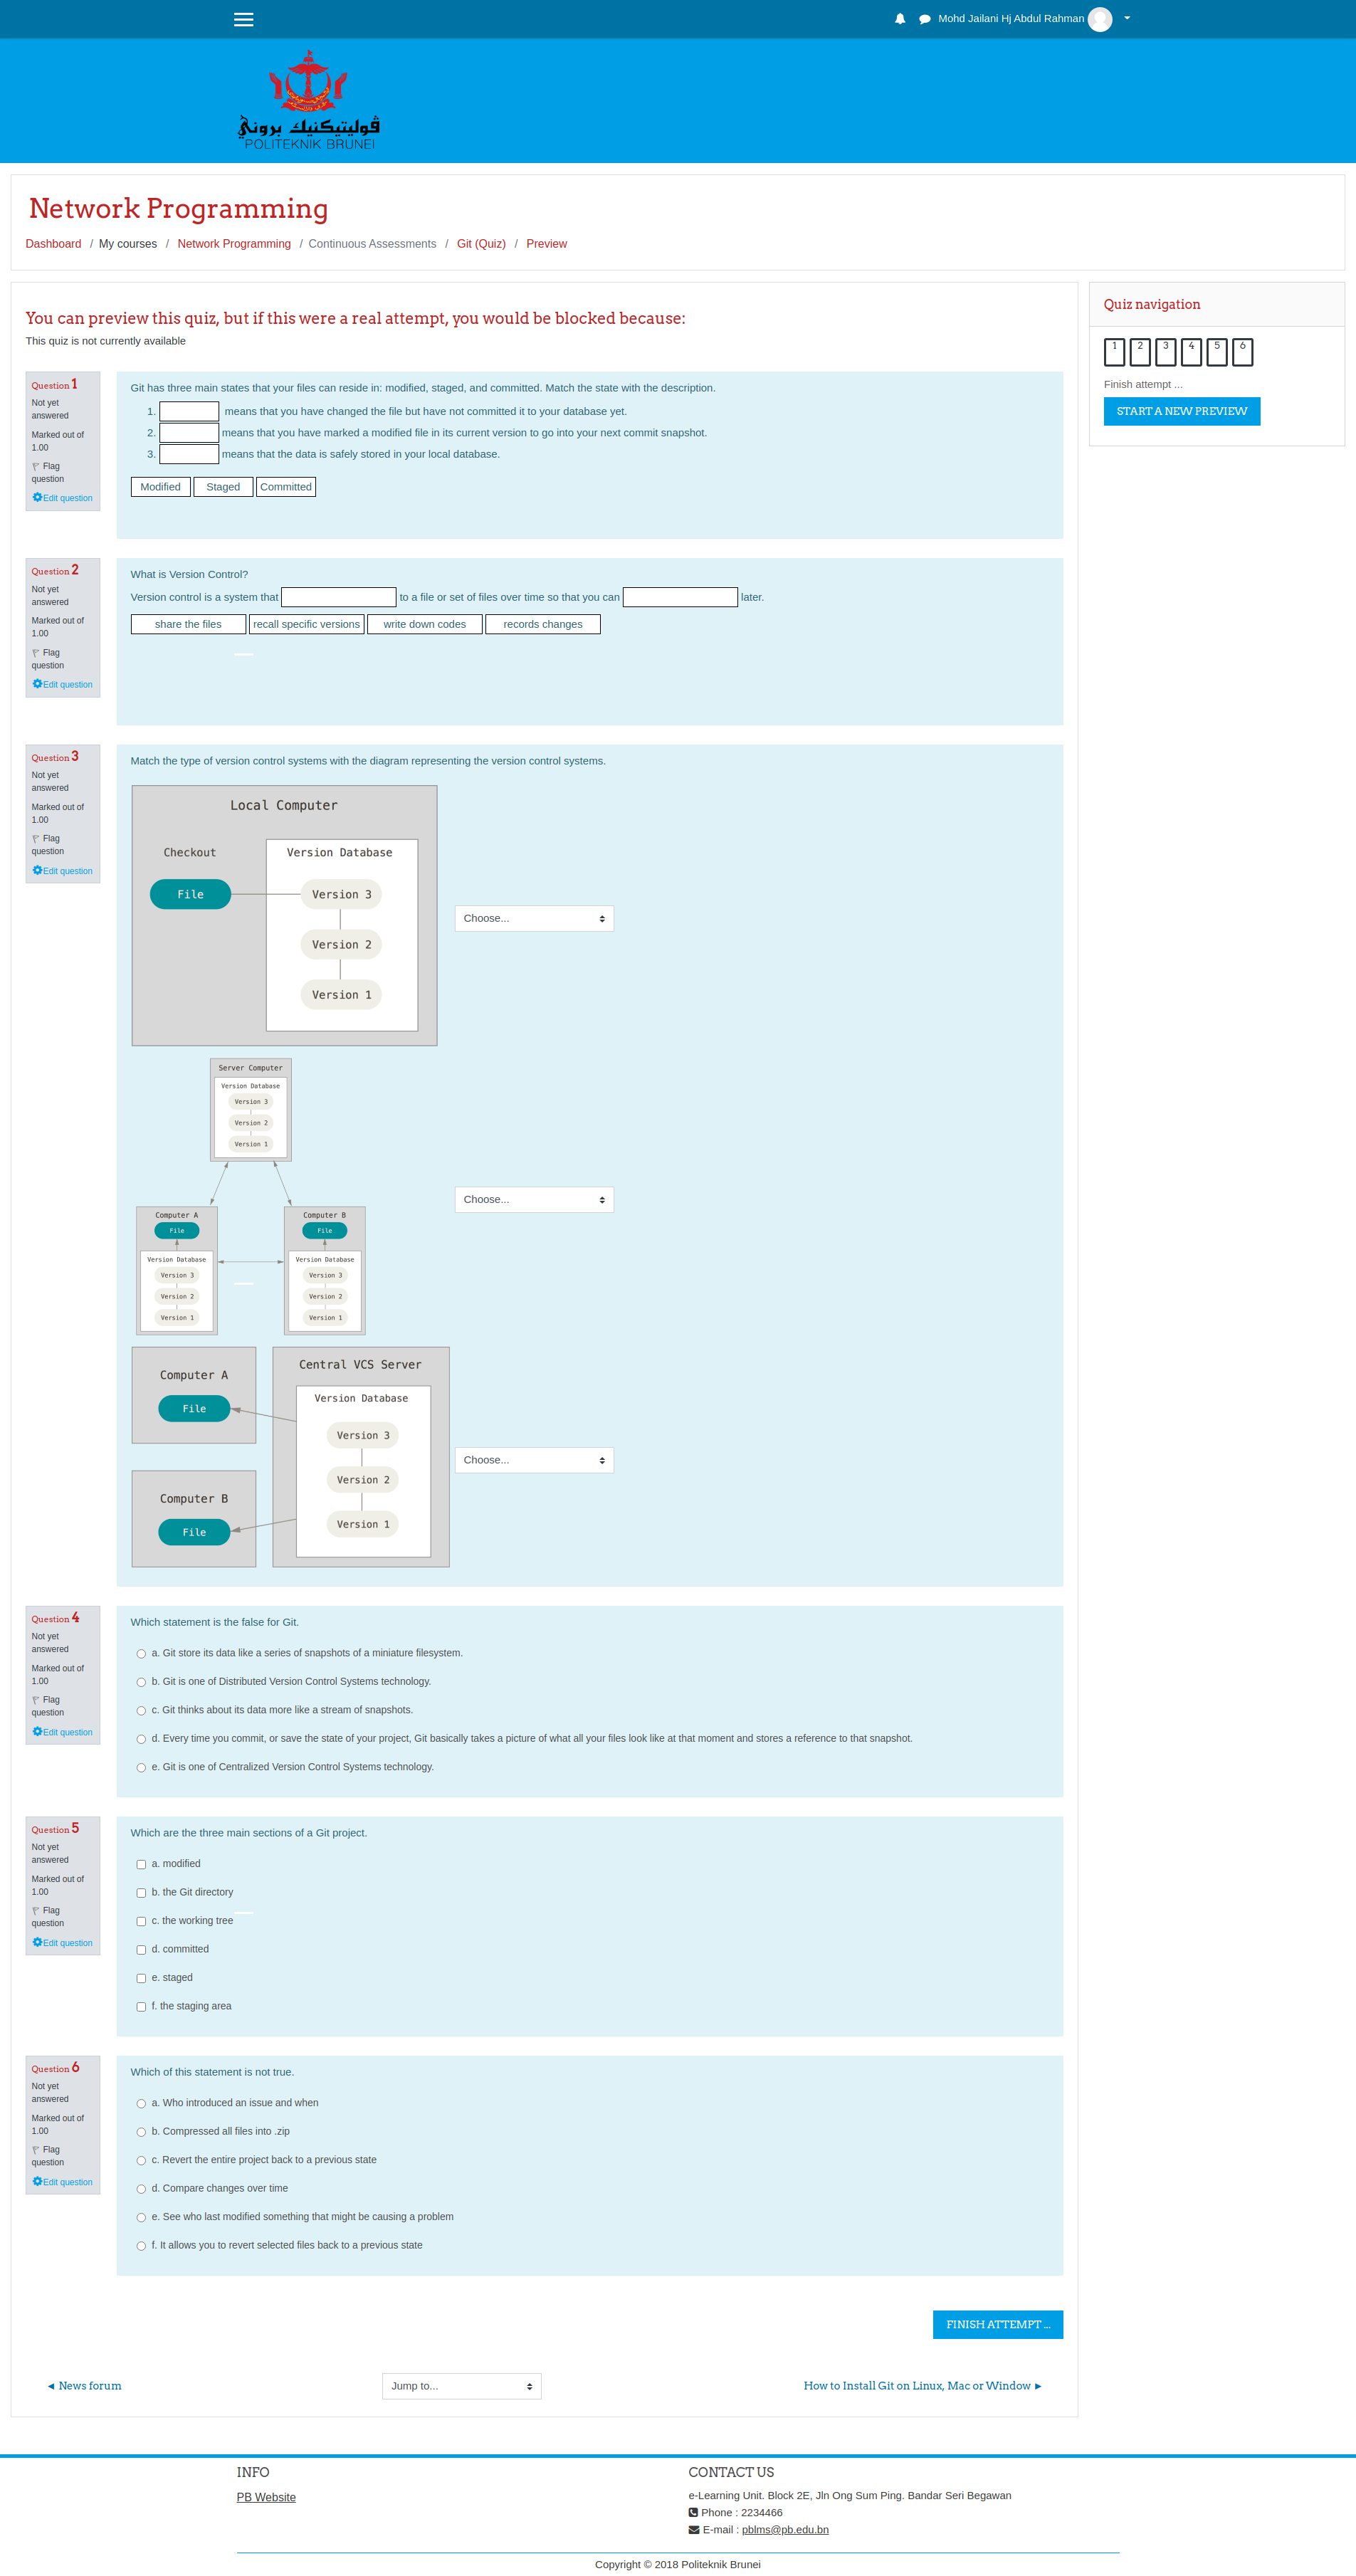 Mohd Jailani Hj Abdul Rahman
ڤوليتيكنيك بروني
POLITEKNIK BRUNEI
Network Programming
Dashboard / My courses / Network Programming / Continuous Assessments / Git (Quiz) / Preview
You can preview this quiz, but if this were a real attempt, you would be blocked because:
This quiz is not currently available
Question 1
Not yet
answered
Marked out of
1.00
Flag
question
Edit question
Git has three main states that your files can reside in: modified, staged, and committed. Match the state with the description.
1. means that you have changed the file but have not committed it to your database yet.
2. means that you have marked a modified file in its current version to go into your next commit snapshot.
3. means that the data is safely stored in your local database.
Modified Staged Committed
Question 2
Not yet
answered
Marked out of
1.00
Flag
question
Edit question
What is Version Control?
Version control is a system that to a file or set of files over time so that you can later.
share the files recall specific versions write down codes records changes
Question 3
Not yet
answered
Marked out of
1.00
Flag
question
Edit question
Match the type of version control systems with the diagram representing the version control systems.
Local Computer
Checkout Version Database
File Version 3
Version 2
Version 1
Choose...
Server Computer
Version Database
Version 3
Version 2
Version 1
Computer A Computer B
File File
Version Database Version Database
Version 3 Version 3
Version 2 Version 2
Version 1 Version 1
Choose...
Computer A
File
Computer B
File
Central VCS Server
Version Database
Version 3
Version 2
Version 1
Choose...
Question 4
Not yet
answered
Marked out of
1.00
Flag
question
Edit question
Which statement is the false for Git.
a. Git store its data like a series of snapshots of a miniature filesystem.
b. Git is one of Distributed Version Control Systems technology.
c. Git thinks about its data more like a stream of snapshots.
d. Every time you commit, or save the state of your project, Git basically takes a picture of what all your files look like at that moment and stores a reference to that snapshot.
e. Git is one of Centralized Version Control Systems technology.
Question 5
Not yet
answered
Marked out of
1.00
Flag
question
Edit question
Which are the three main sections of a Git project.
a. modified
b. the Git directory
c. the working tree
d. committed
e. staged
f. the staging area
Question 6
Not yet
answered
Marked out of
1.00
Flag
question
Edit question
Which of this statement is not true.
a. Who introduced an issue and when
b. Compressed all files into .zip
c. Revert the entire project back to a previous state
d. Compare changes over time
e. See who last modified something that might be causing a problem
f. It allows you to revert selected files back to a previous state
FINISH ATTEMPT ...
◄ News forum
Jump to...
How to Install Git on Linux, Mac or Window ►
Quiz navigation
1 2 3 4 5 6
Finish attempt ...
START A NEW PREVIEW
INFO
PB Website
CONTACT US
e-Learning Unit. Block 2E, Jln Ong Sum Ping. Bandar Seri Begawan
Phone : 2234466
E-mail : pblms@pb.edu.bn
Copyright © 2018 Politeknik Brunei